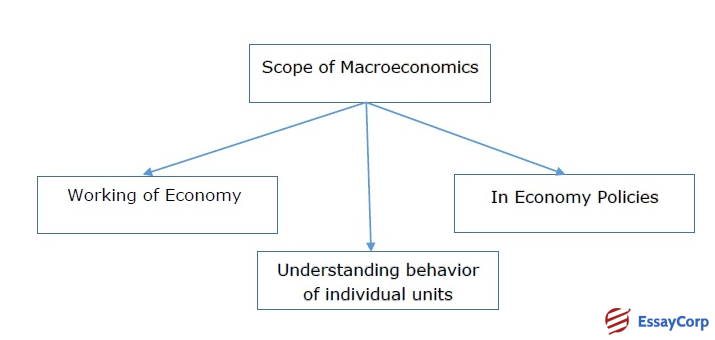 Scope of Macroeconomics
Working of Economy
In Economy Policies
Understanding behavior
of individual units
EssayCorp